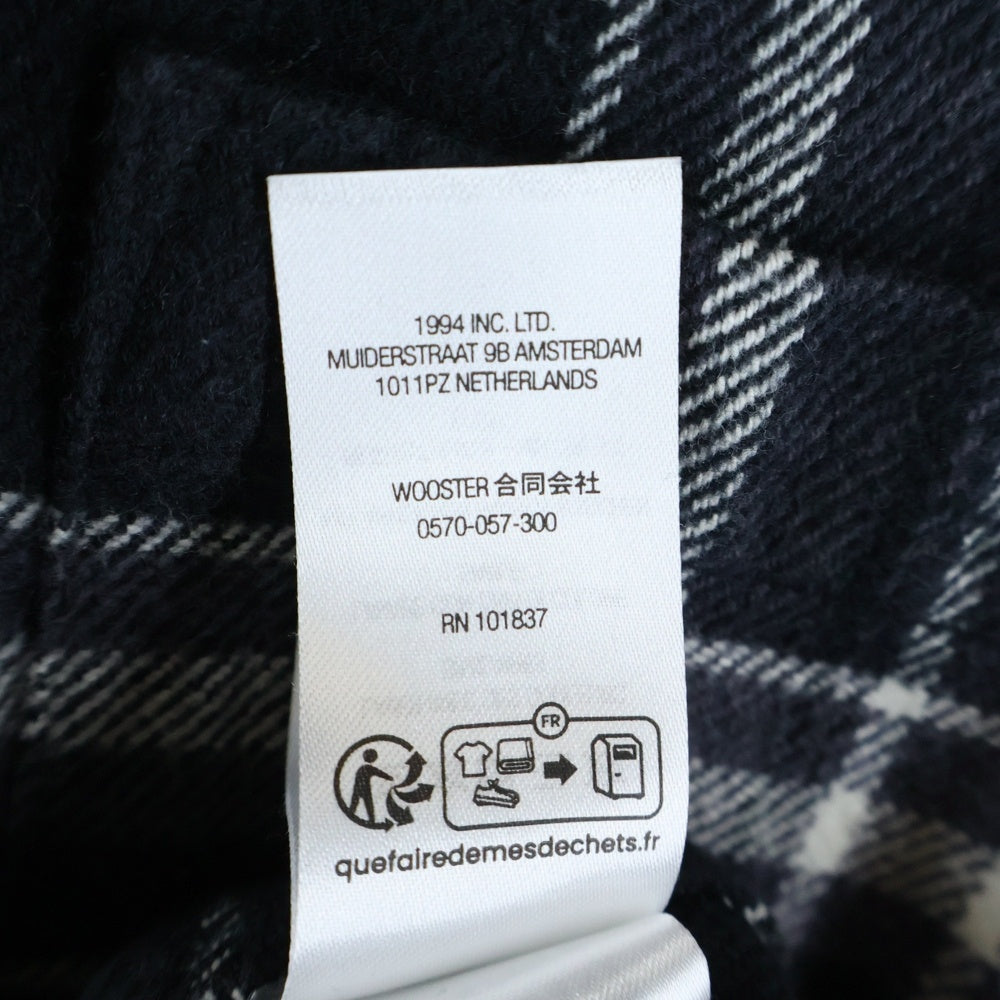 1994 INC. LTD.
MUIDERSTRAAT 9B AMSTERDAM
1011PZ NETHERLANDS
WOOSTER 合同会社
0570-057-300
RN 101837
FR
quefairedemesdechets.fr